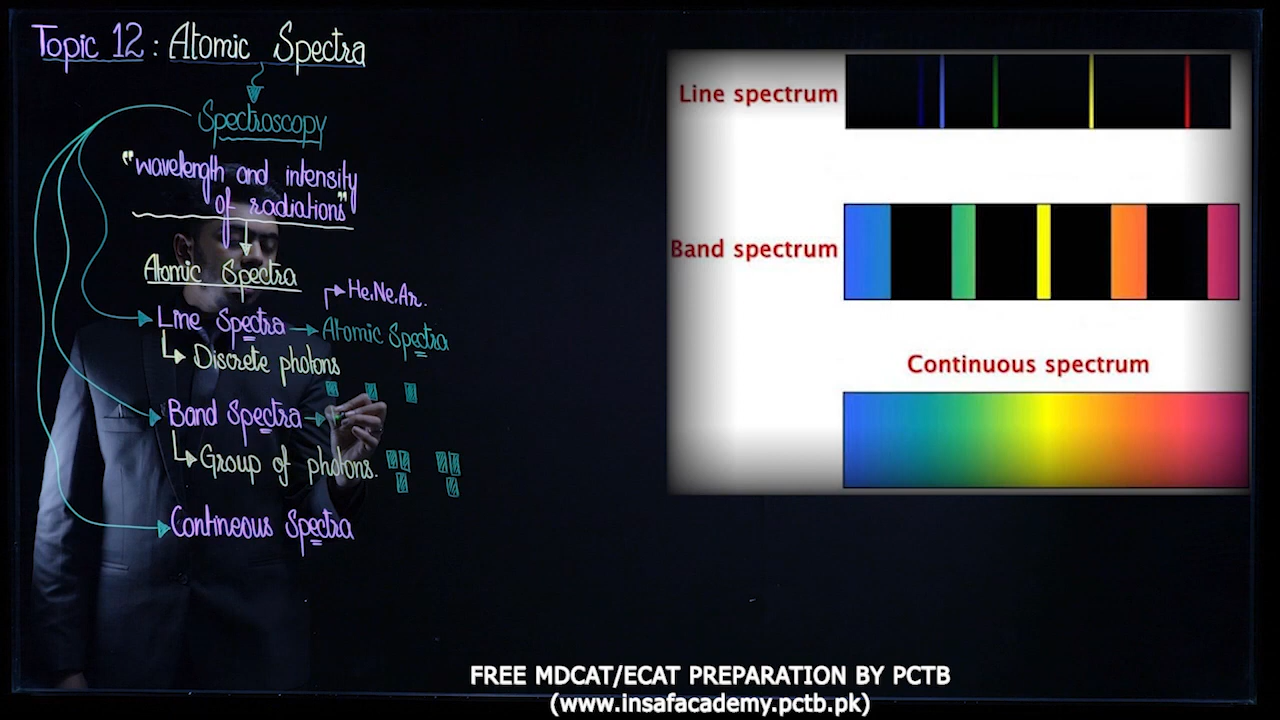 Topic 12 : Atomic Spectra
Spectroscopy
"wavelength and intensity
of radiations"
Atomic Spectra
He, Ne, Ar.
Line Spectra → Atomic Spectra
Discrete photons
Band Spectra →
Group of photons.
Contineous Spectra
Line spectrum
Band spectrum
Continuous spectrum
FREE MDCAT/ECAT PREPARATION BY PCTB
(www.insafacademy.pctb.pk)